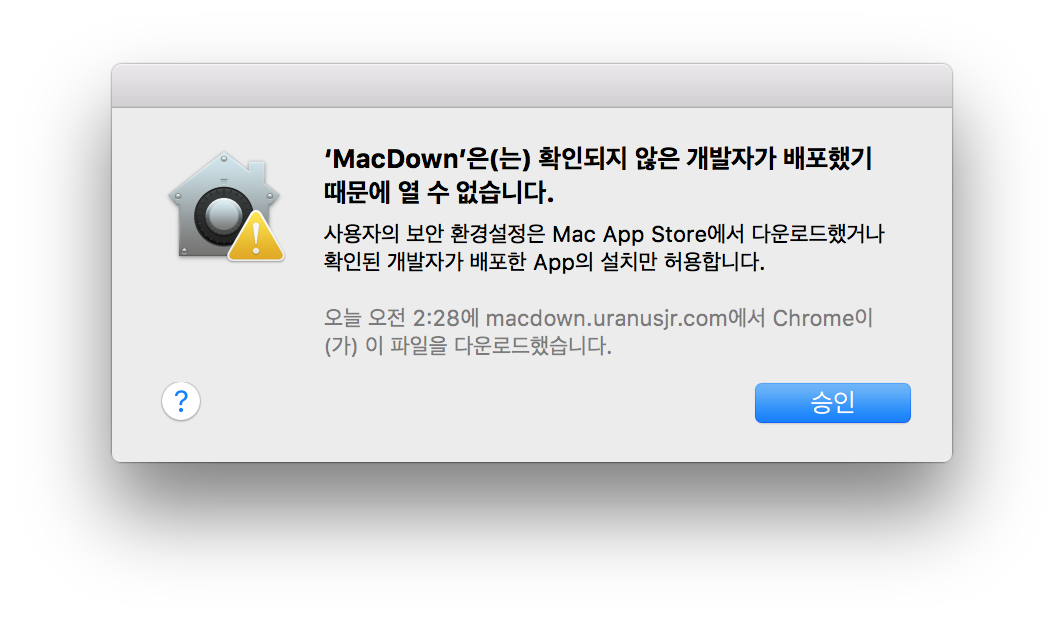 ‘MacDown’은(는) 확인되지 않은 개발자가 배포했기
때문에 열 수 없습니다.
사용자의 보안 환경설정은 Mac App Store에서 다운로드했거나
확인된 개발자가 배포한 App의 설치만 허용합니다.
오늘 오전 2:28에 macdown.uranusjr.com에서 Chrome이
(가) 이 파일을 다운로드했습니다.
?
승인